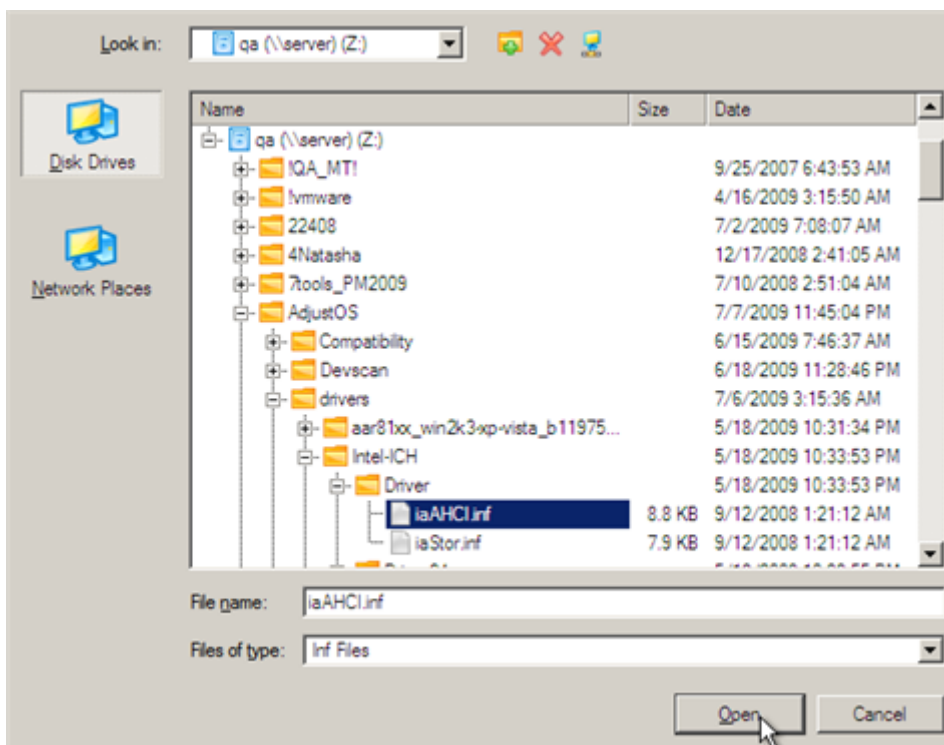 Look in: qa (\\server) (Z:)
Disk Drives
Network Places
Name Size Date
qa (\\server) (Z:)
!QA_MT! 9/25/2007 6:43:53 AM
!vmware 4/16/2009 3:15:50 AM
22408 7/2/2009 7:08:07 AM
4Natasha 12/17/2008 2:41:05 AM
7tools_PM2009 7/10/2008 2:51:04 AM
AdjustOS 7/7/2009 11:45:04 PM
Compatibility 6/15/2009 7:46:37 AM
Devscan 6/18/2009 11:28:46 PM
drivers 7/6/2009 3:15:36 AM
aar81xx_win2k3-xp-vista_b11975... 5/18/2009 10:31:34 PM
Intel-ICH 5/18/2009 10:33:53 PM
Driver 5/18/2009 10:33:53 PM
iaAHCI.inf 8.8 KB 9/12/2008 1:21:12 AM
iaStor.inf 7.9 KB 9/12/2008 1:21:12 AM
File name: iaAHCI.inf
Files of type: Inf Files
Open Cancel